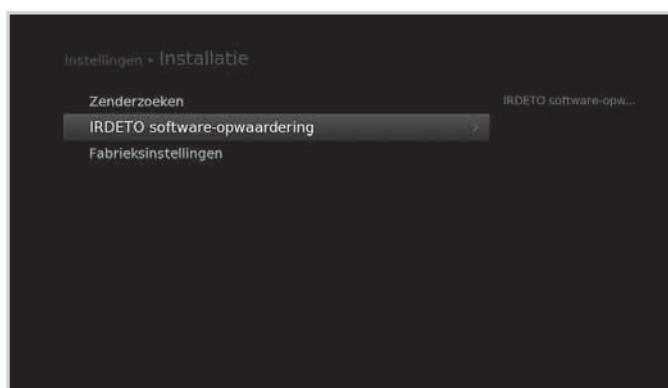 Instellingen • Installatie
Zenderzoeken
IRDETO software-opw...
IRDETO software-opwaardering
Fabrieksinstellingen